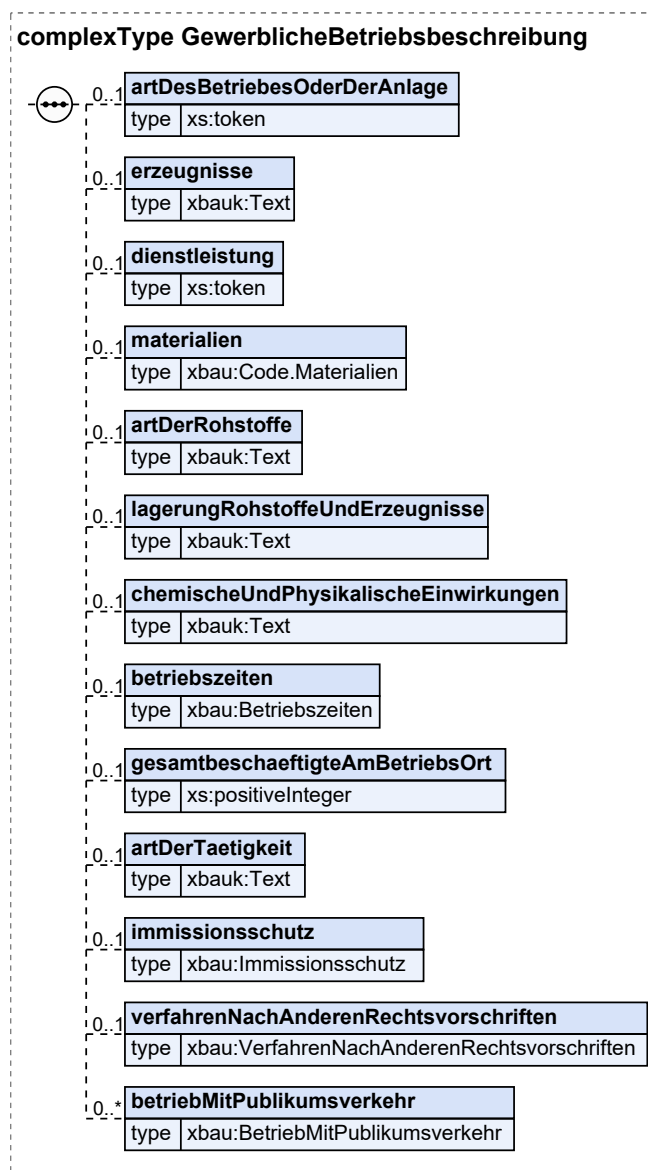 complexType GewerblicheBetriebsbeschreibung
0..1 artDesBetriebesOderDerAnlage
type xs:token
0..1 erzeugnisse
type xbauk:Text
0..1 dienstleistung
type xs:token
0..1 materialien
type xbau:Code.Materialien
0..1 artDerRohstoffe
type xbauk:Text
0..1 lagerungRohstoffeUndErzeugnisse
type xbauk:Text
0..1 chemischeUndPhysikalischeEinwirkungen
type xbauk:Text
0..1 betriebszeiten
type xbau:Betriebszeiten
0..1 gesamtbeschaeftigteAmBetriebsOrt
type xs:positiveInteger
0..1 artDerTaetigkeit
type xbauk:Text
0..1 immissionsschutz
type xbau:Immissionsschutz
0..1 verfahrenNachAnderenRechtsvorschriften
type xbau:VerfahrenNachAnderenRechtsvorschriften
0..* betriebMitPublikumsverkehr
type xbau:BetriebMitPublikumsverkehr